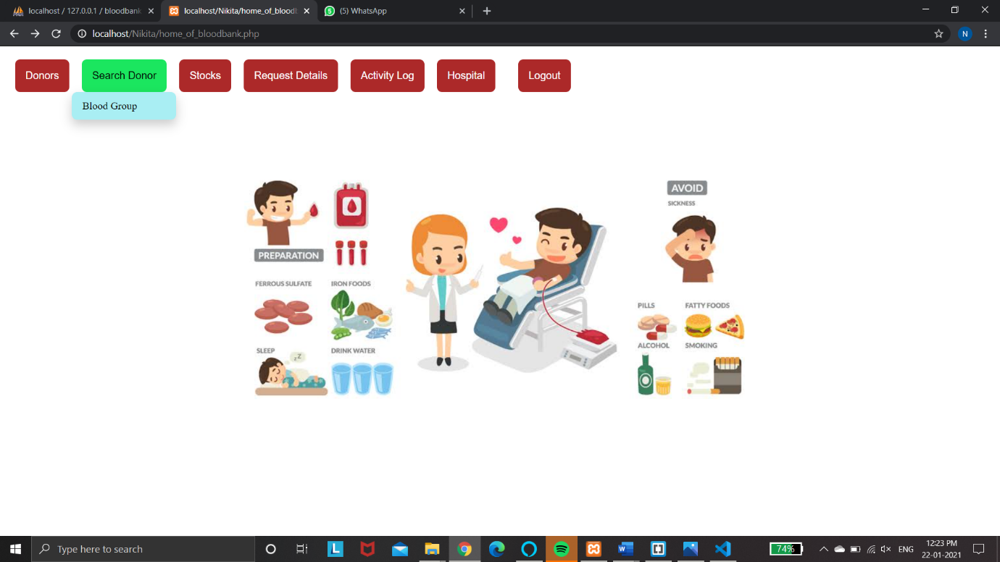 localhost / 127.0.0.1 / bloodbank
localhost/Nikita/home_of_bloodb
(5) WhatsApp
localhost/Nikita/home_of_bloodbank.php
N
Donors
Search Donor
Stocks
Request Details
Activity Log
Hospital
Logout
Blood Group
PREPARATION
FERROUS SULFATE
IRON FOODS
SLEEP
zZ
DRINK WATER
AVOID
SICKNESS
PILLS
FATTY FOODS
ALCOHOL
SMOKING
Type here to search
74%
ENG
12:23 PM
22-01-2021